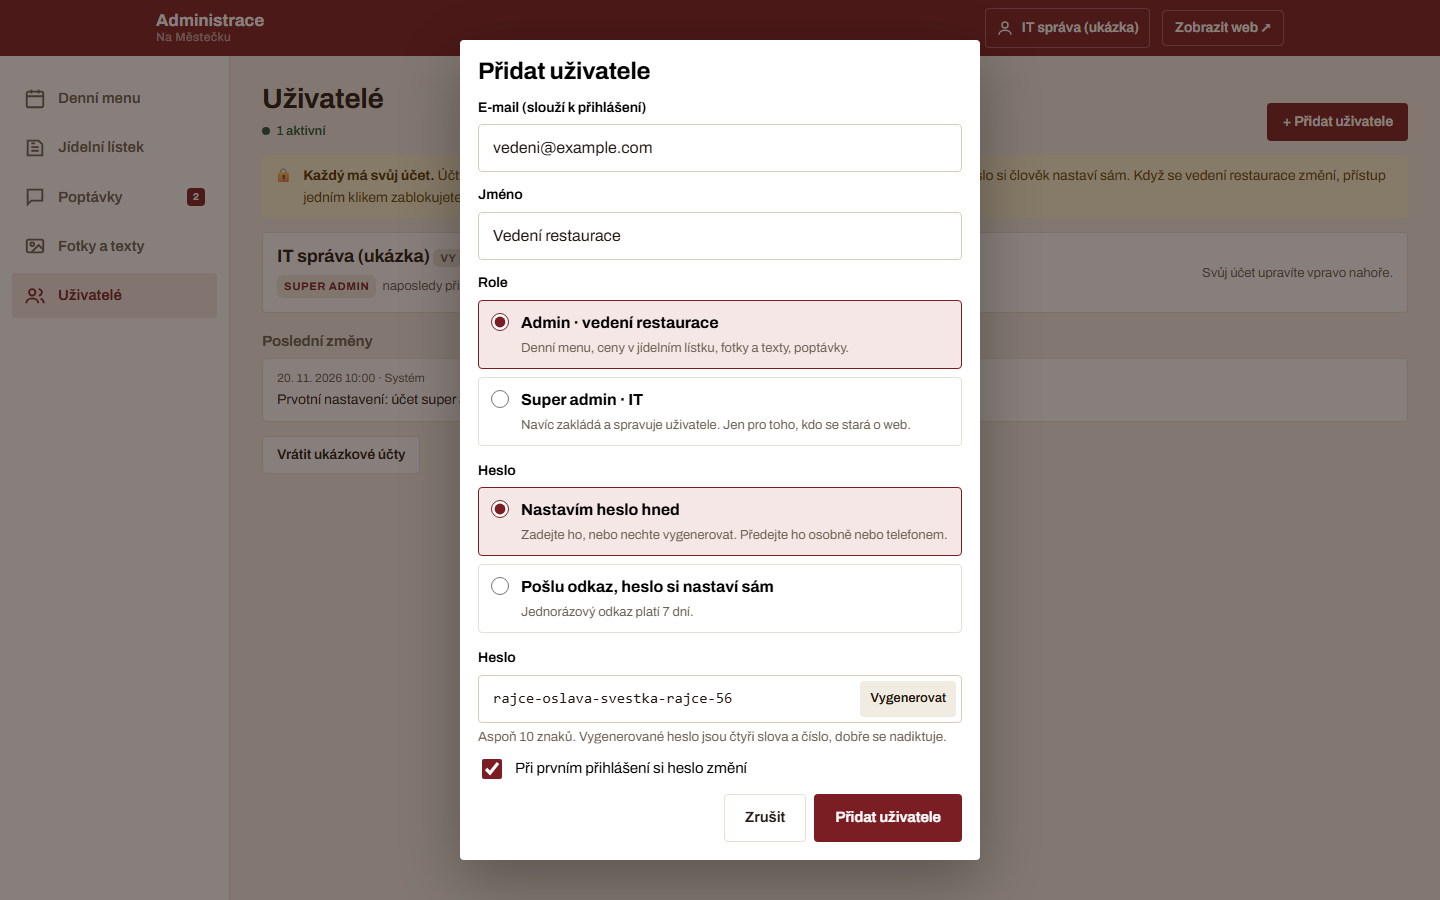 Administrace
Na Městečku
IT správa (ukázka)
Zobrazit web ↗
Denní menu
Jídelní lístek
Poptávky
2
Fotky a texty
Uživatelé
Uživatelé
1 aktivní
+ Přidat uživatele
Každý má svůj účet. Účt
slo si člověk nastaví sám. Když se vedení restaurace změní, přístup
jedním klikem zablokujete
IT správa (ukázka) VY
SUPER ADMIN naposledy při
Svůj účet upravíte vpravo nahoře.
Poslední změny
20. 11. 2026 10:00 · Systém
Prvotní nastavení: účet super
Vrátit ukázkové účty
Přidat uživatele
E-mail (slouží k přihlášení)
vedeni@example.com
Jméno
Vedení restaurace
Role
Admin · vedení restaurace
Denní menu, ceny v jídelním lístku, fotky a texty, poptávky.
Super admin · IT
Navíc zakládá a spravuje uživatele. Jen pro toho, kdo se stará o web.
Heslo
Nastavím heslo hned
Zadejte ho, nebo nechte vygenerovat. Předejte ho osobně nebo telefonem.
Pošlu odkaz, heslo si nastaví sám
Jednorázový odkaz platí 7 dní.
Heslo
rajce-oslava-svestka-rajce-56
Vygenerovat
Aspoň 10 znaků. Vygenerované heslo jsou čtyři slova a číslo, dobře se nadiktuje.
Při prvním přihlášení si heslo změní
Zrušit
Přidat uživatele